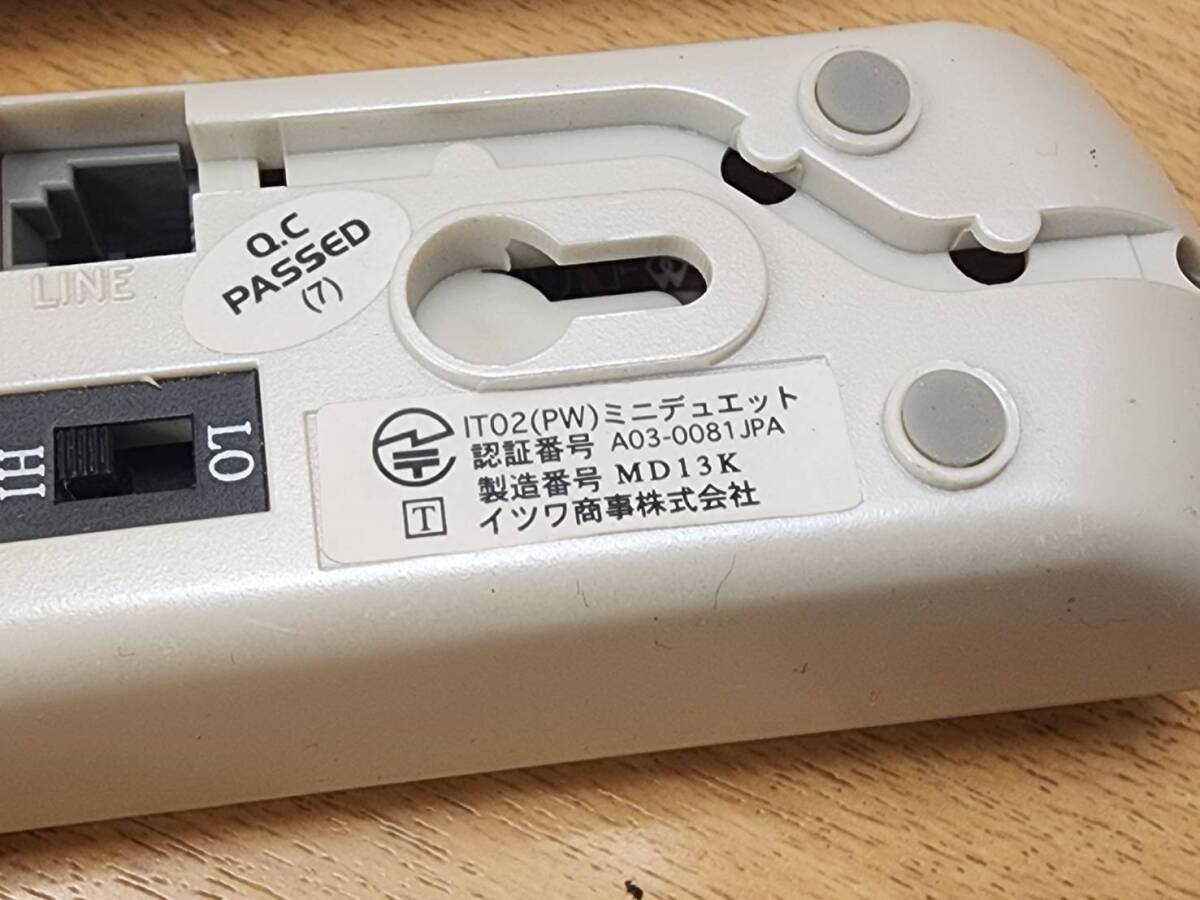 LINE
Q.C
PASSED
(7)
HI
LO
IT02(PW)ミニデュエット
認証番号 A03-0081JPA
製造番号 MD13K
T
イツワ商事株式会社